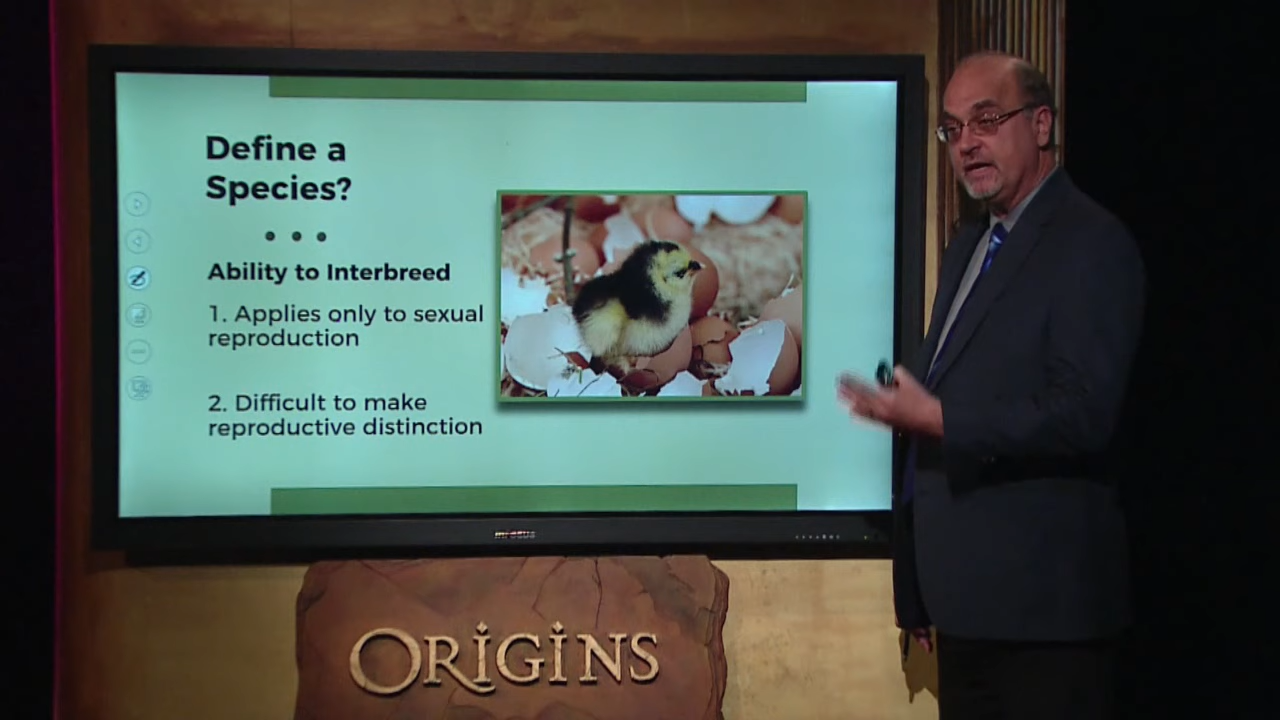 Define a
Species?
Ability to Interbreed
1. Applies only to sexual
reproduction
2. Difficult to make
reproductive distinction
ORIGINS